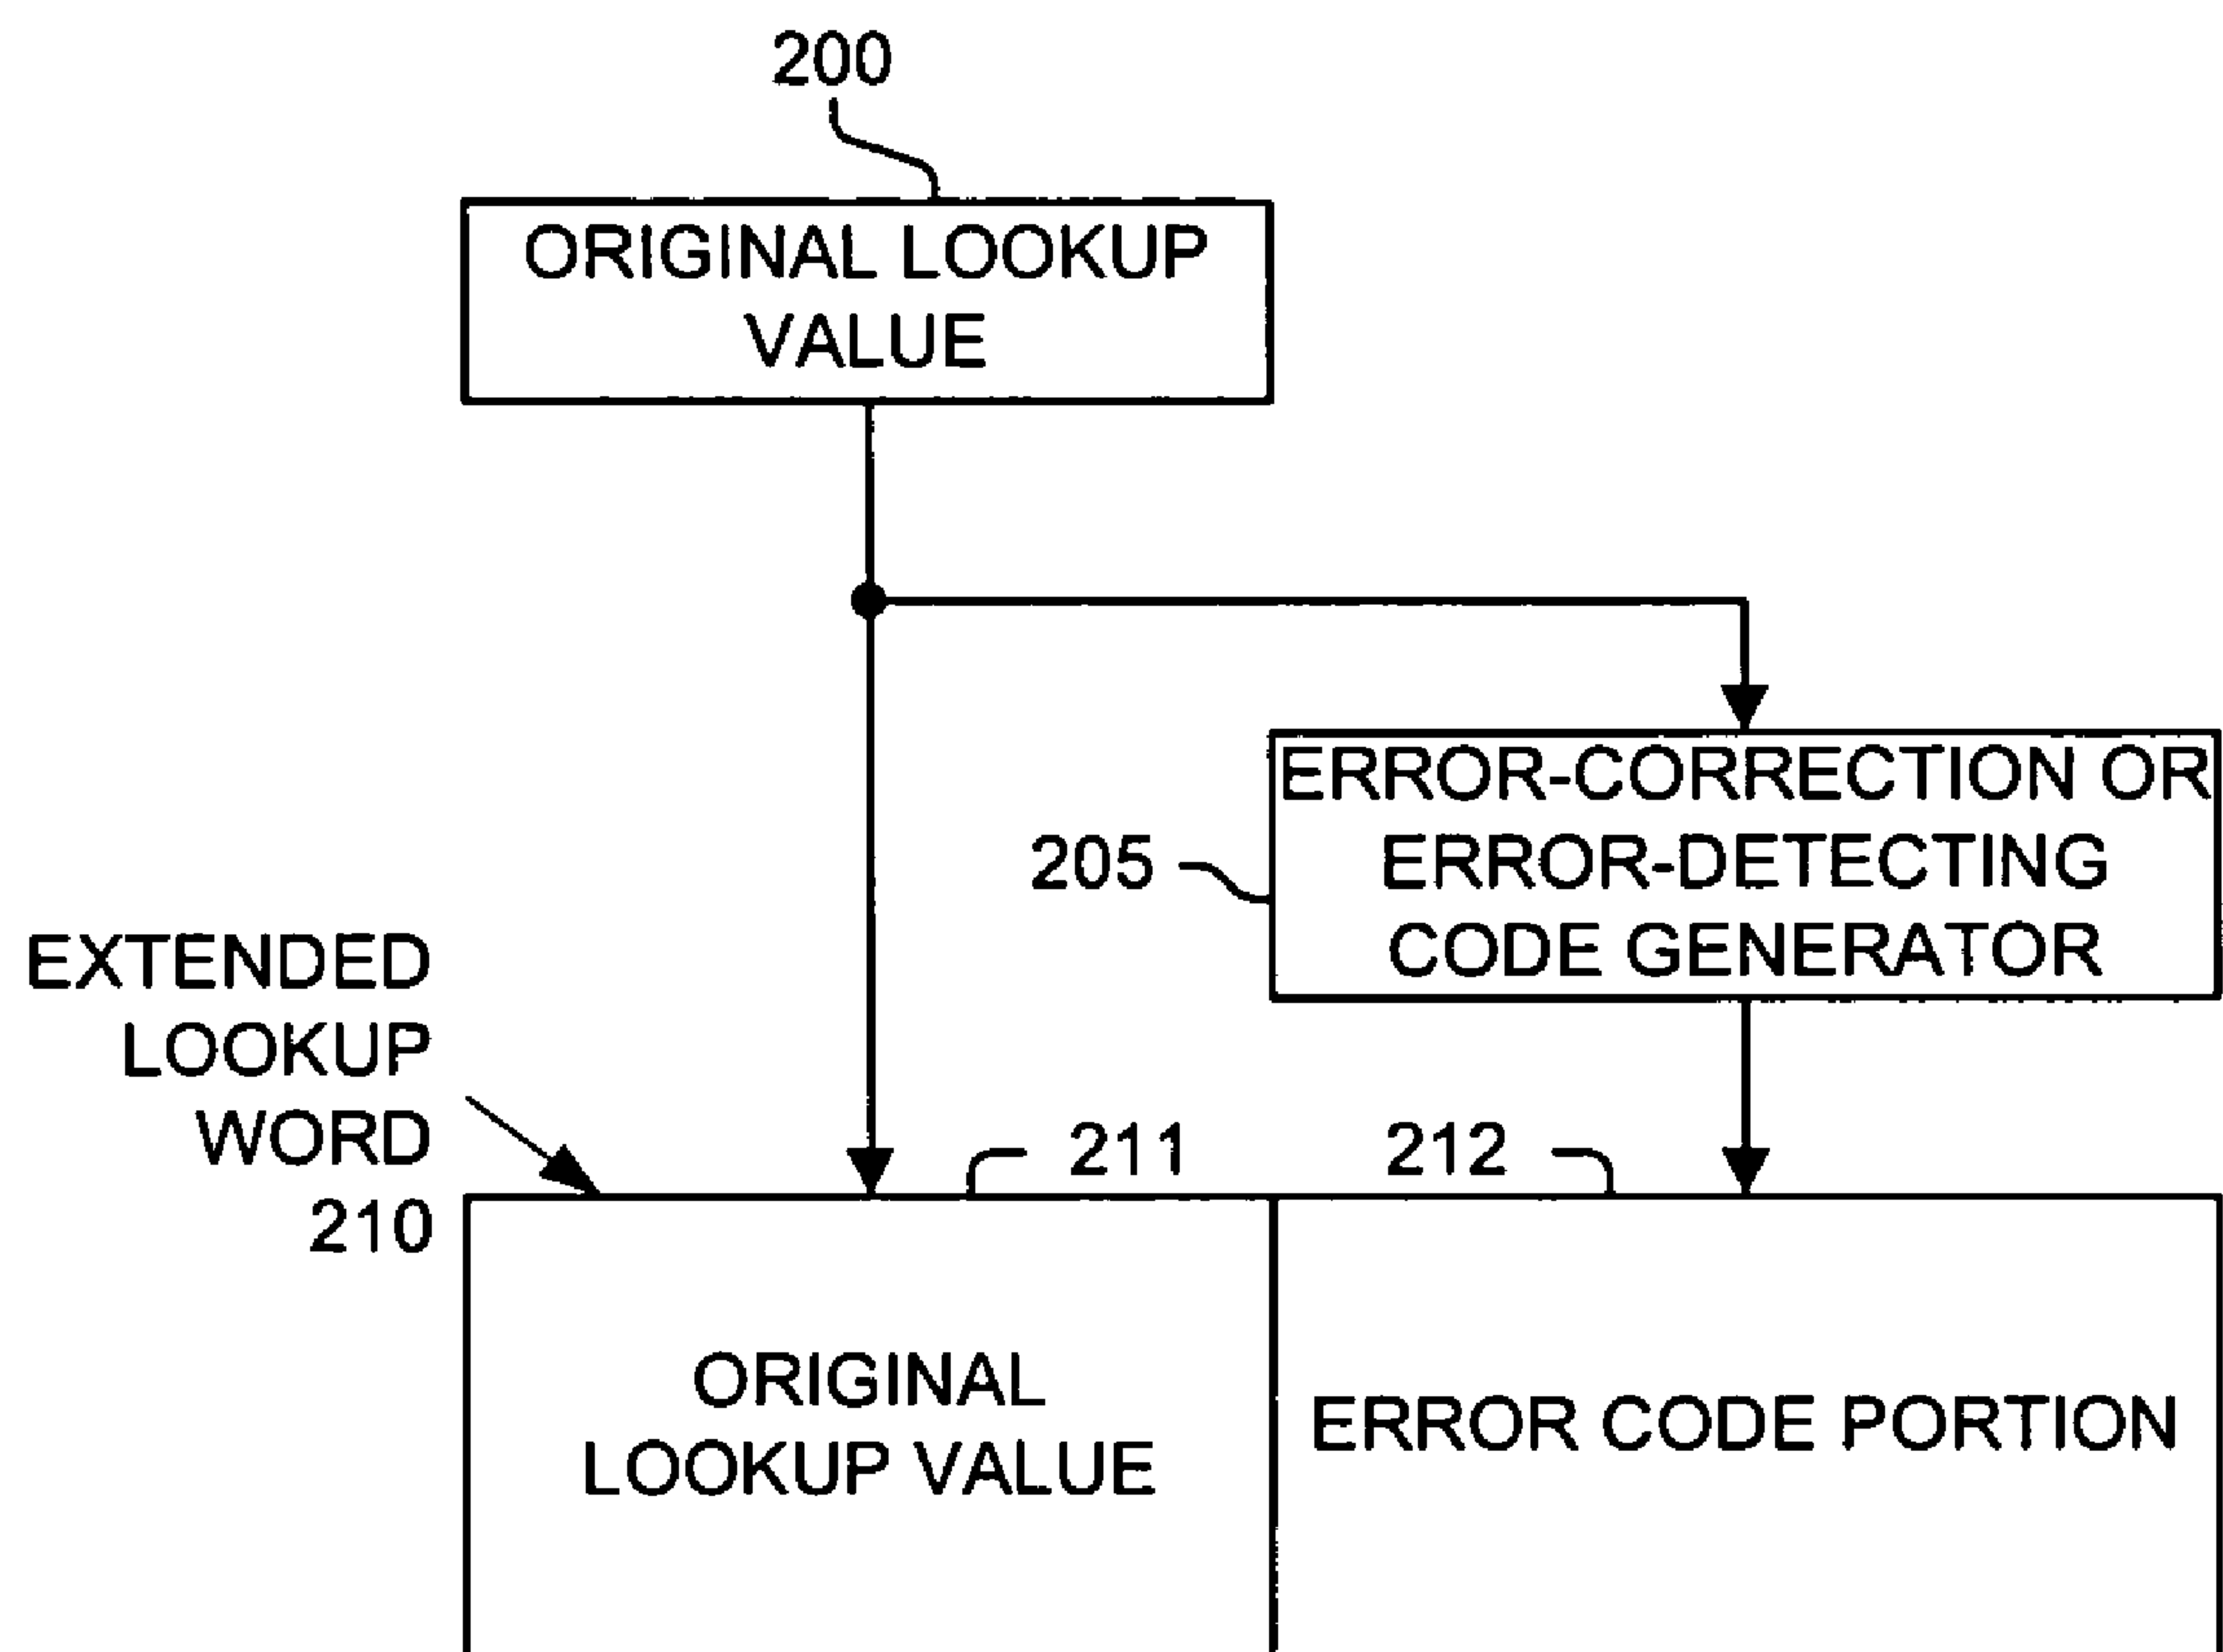 200
ORIGINAL LOOKUP
VALUE
ERROR-CORRECTION OR
ERROR-DETECTING
CODE GENERATOR
205
EXTENDED
LOOKUP
WORD
210
211
212
ORIGINAL
LOOKUP VALUE
ERROR CODE PORTION